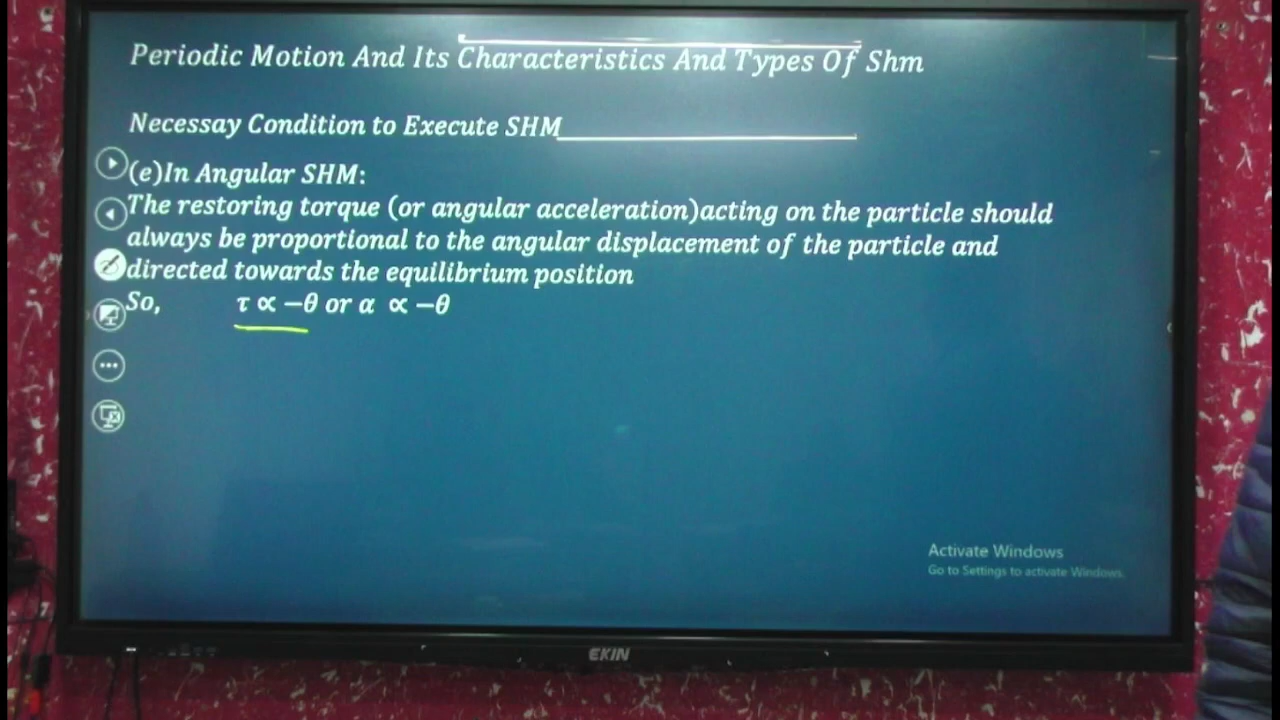 Periodic Motion And Its Characteristics And Types Of Shm
Necessay Condition to Execute SHM
(e)In Angular SHM:
The restoring torque (or angular acceleration)acting on the particle should
always be proportional to the angular displacement of the particle and
directed towards the equilibrium position
So, τ ∝ −θ or α ∝ −θ
Activate Windows
Go to Settings to activate Windows.
EKIN